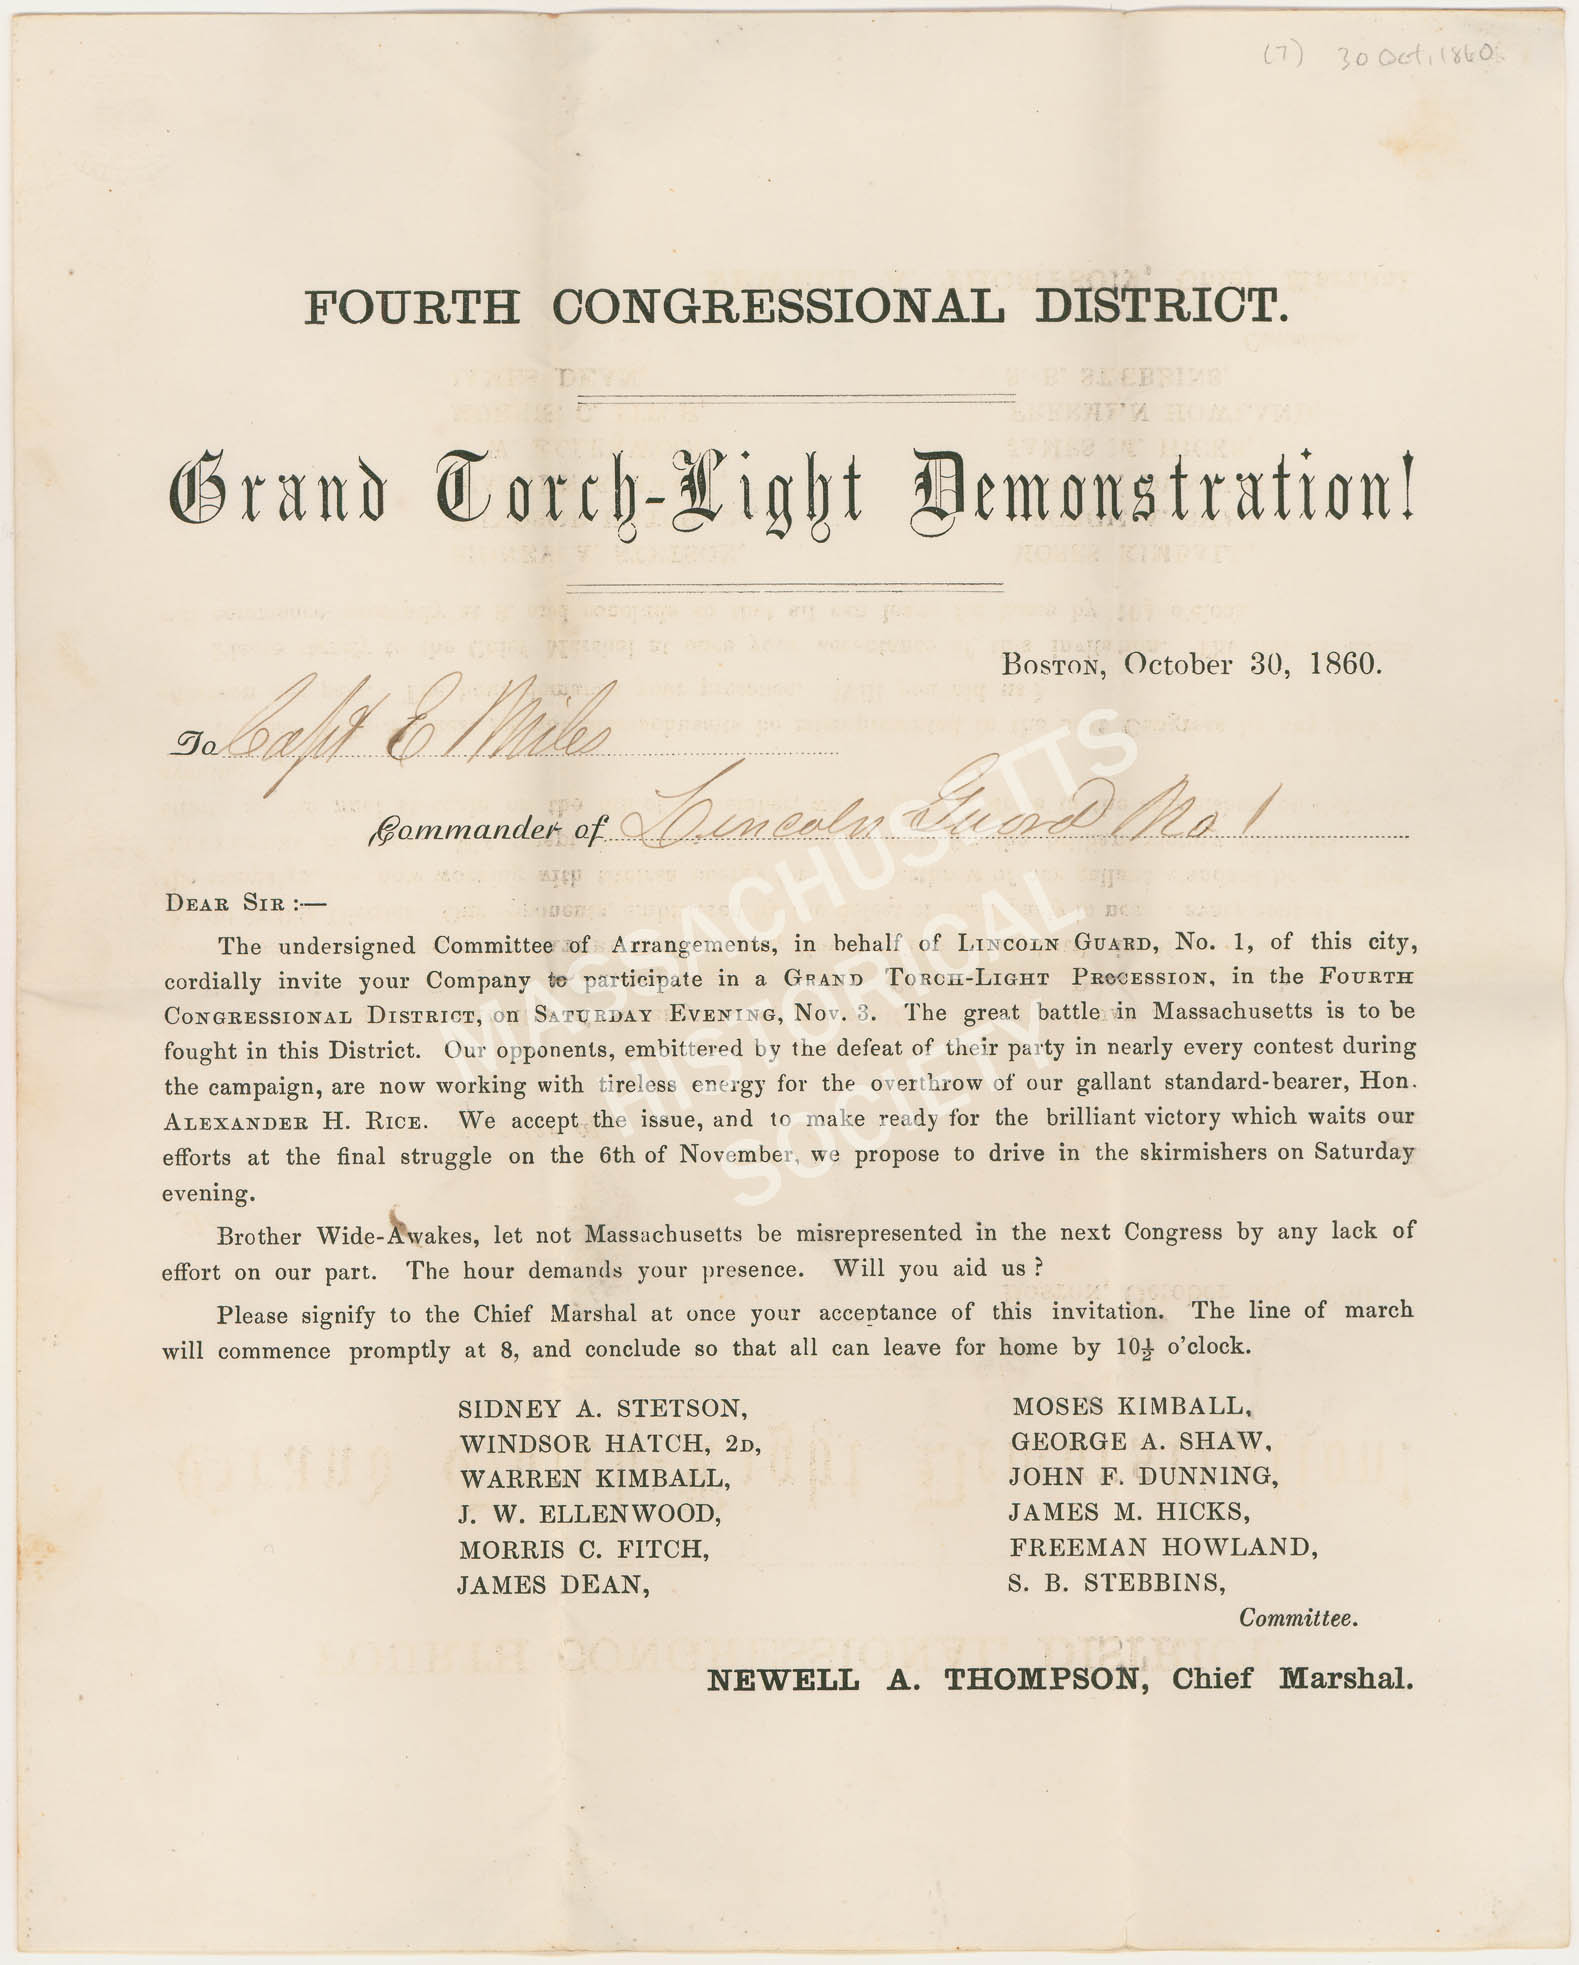 (7) 30 Oct, 1860
FOURTH CONGRESSIONAL DISTRICT.
Grand Torch-Light Demonstration!
BOSTON, October 30, 1860.
To Capt E Miles
Commander of Lincoln Guard No 1
DEAR SIR:—
The undersigned Committee of Arrangements, in behalf of LINCOLN GUARD, No. 1, of this city,
cordially invite your Company to participate in a GRAND TORCH-LIGHT PROCESSION, in the FOURTH
CONGRESSIONAL DISTRICT, on SATURDAY EVENING, Nov. 3. The great battle in Massachusetts is to be
fought in this District. Our opponents, embittered by the defeat of their party in nearly every contest during
the campaign, are now working with tireless energy for the overthrow of our gallant standard-bearer, Hon.
ALEXANDER H. RICE. We accept the issue, and to make ready for the brilliant victory which waits our
efforts at the final struggle on the 6th of November, we propose to drive in the skirmishers on Saturday
evening.
Brother Wide-Awakes, let not Massachusetts be misrepresented in the next Congress by any lack of
effort on our part. The hour demands your presence. Will you aid us?
Please signify to the Chief Marshal at once your acceptance of this invitation. The line of march
will commence promptly at 8, and conclude so that all can leave for home by 10½ o'clock.
SIDNEY A. STETSON,
WINDSOR HATCH, 2D,
WARREN KIMBALL,
J. W. ELLENWOOD,
MORRIS C. FITCH,
JAMES DEAN,
MOSES KIMBALL,
GEORGE A. SHAW,
JOHN F. DUNNING,
JAMES M. HICKS,
FREEMAN HOWLAND,
S. B. STEBBINS,
Committee.
NEWELL A. THOMPSON, Chief Marshal.
MASSACHUSETTS
HISTORICAL
SOCIETY